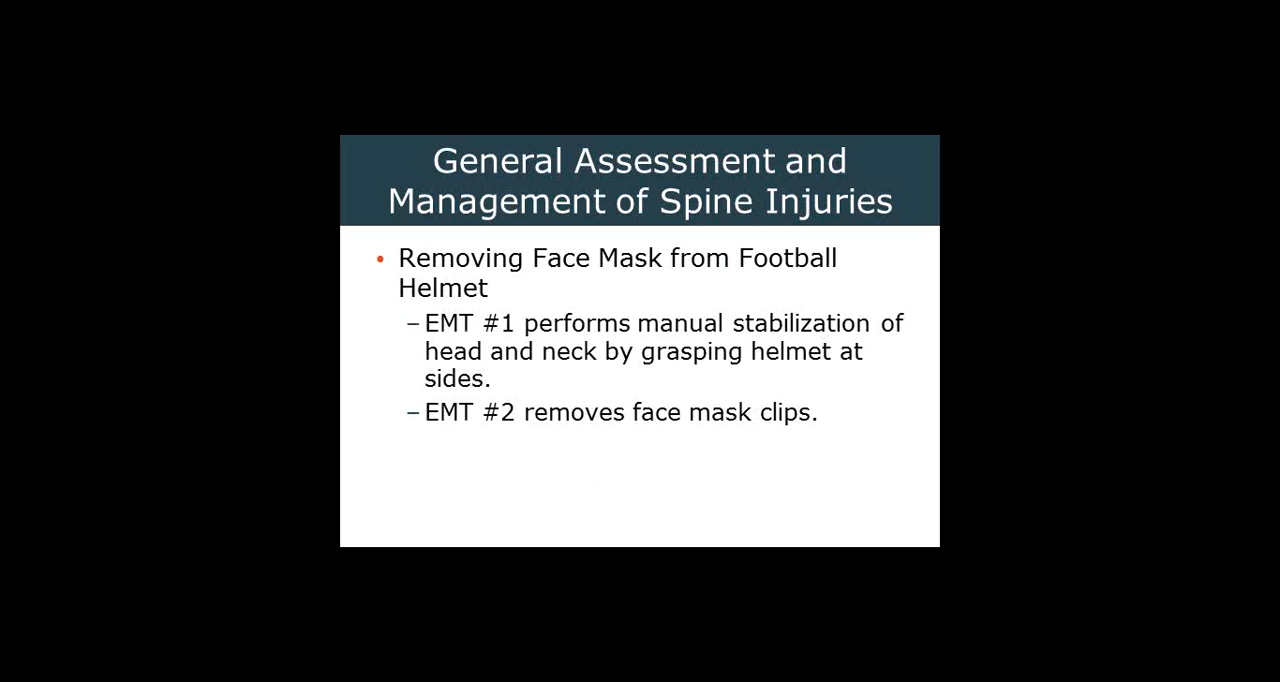 General Assessment and
Management of Spine Injuries
• Removing Face Mask from Football
Helmet
– EMT #1 performs manual stabilization of
head and neck by grasping helmet at
sides.
– EMT #2 removes face mask clips.